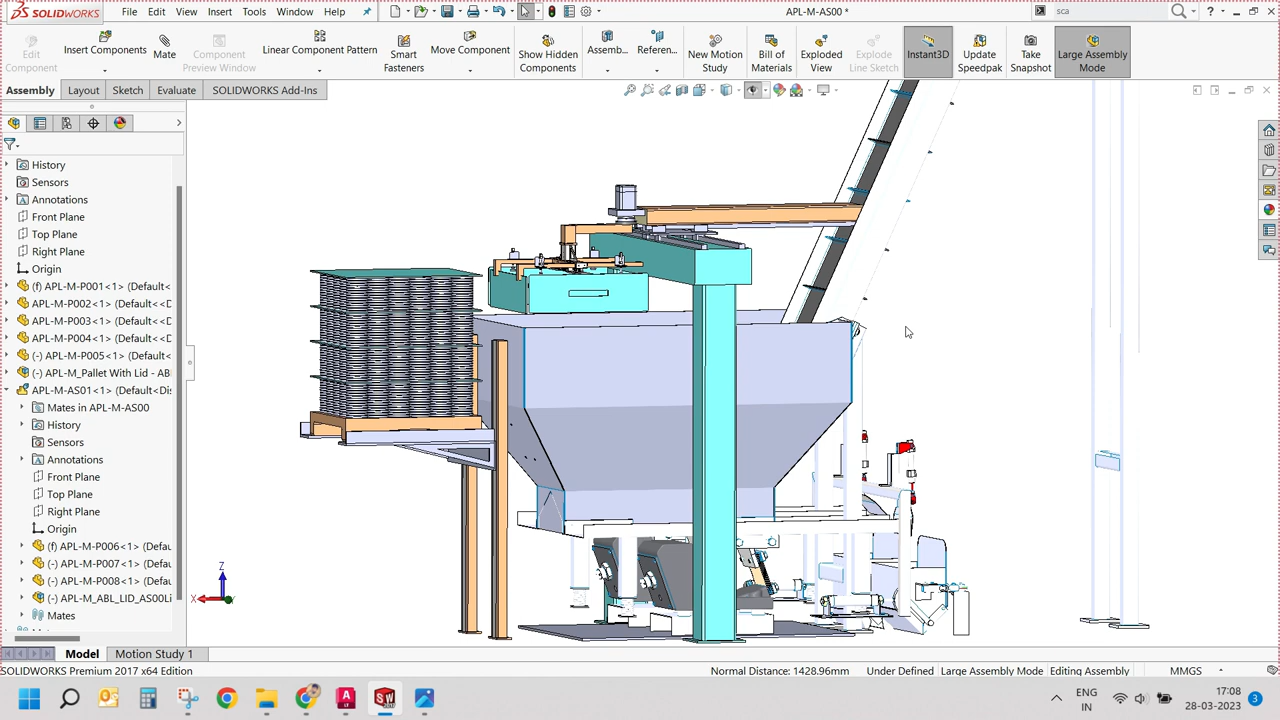 SOLIDWORKS File Edit View Insert Tools Window Help APL-M-AS00 * sca
Edit Component Insert Components Mate Component Preview Window Linear Component Pattern Smart Fasteners Move Component Show Hidden Components Assemb... Referen... New Motion Study Bill of Materials Exploded View Explode Line Sketch Instant3D Update Speedpak Take Snapshot Large Assembly Mode
Assembly Layout Sketch Evaluate SOLIDWORKS Add-Ins
History
Sensors
Annotations
Front Plane
Top Plane
Right Plane
Origin
(f) APL-M-P001<1> (Default<<D
APL-M-P002<1> (Default<<D
APL-M-P003<1> (Default<<D
APL-M-P004<1> (Default<<D
(-) APL-M-P005<1> (Default<<
(-) APL-M_Pallet With Lid - AB
APL-M-AS01<1> (Default<Dis
Mates in APL-M-AS00
History
Sensors
Annotations
Front Plane
Top Plane
Right Plane
Origin
(f) APL-M-P006<1> (Defau
(-) APL-M-P007<1> (Defau
(-) APL-M-P008<1> (Defau
(-) APL-M_ABL_LID_AS00Li
Mates
Z
X
Model Motion Study 1
SOLIDWORKS Premium 2017 x64 Edition Normal Distance: 1428.96mm Under Defined Large Assembly Mode Editing Assembly MMGS
ENG 17:08
IN 28-03-2023 3